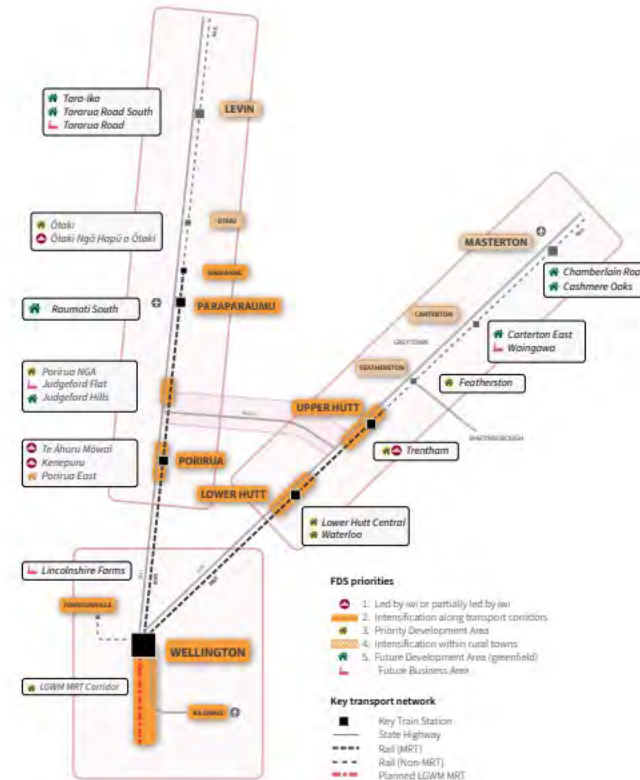 Tara-Ika
Tararua Road South
Tararua Road
LEVIN
ŌTAKI
Ōtaki
Ōtaki Ngā Hapū o Ōtaki
WAIKANAE
Raumati South
PARAPARAUMU
MASTERTON
Chamberlain Road
Cashmere Oaks
CARTERTON
GREYTOWN
Carterton East
Waingawa
FEATHERSTON
Featherston
MARTINBOROUGH
Porirua NGA
Judgeford Flat
Judgeford Hills
UPPER HUTT
Trentham
Te Āhuru Mōwai
Kenepuru
Porirua East
PORIRUA
LOWER HUTT
Lower Hutt Central
Waterloo
Lincolnshire Farms
JOHNSONVILLE
WELLINGTON
LGWM MRT Corridor
KILBIRNIE
FDS priorities
1. Led by iwi or partially led by iwi
2. Intensification along transport corridors
3. Priority Development Area
4. Intensification within rural towns
5. Future Development Area (greenfield)
Future Business Area
Key transport network
Key Train Station
State Highway
Rail (MRT)
Rail (Non-MRT)
Planned LGWM MRT